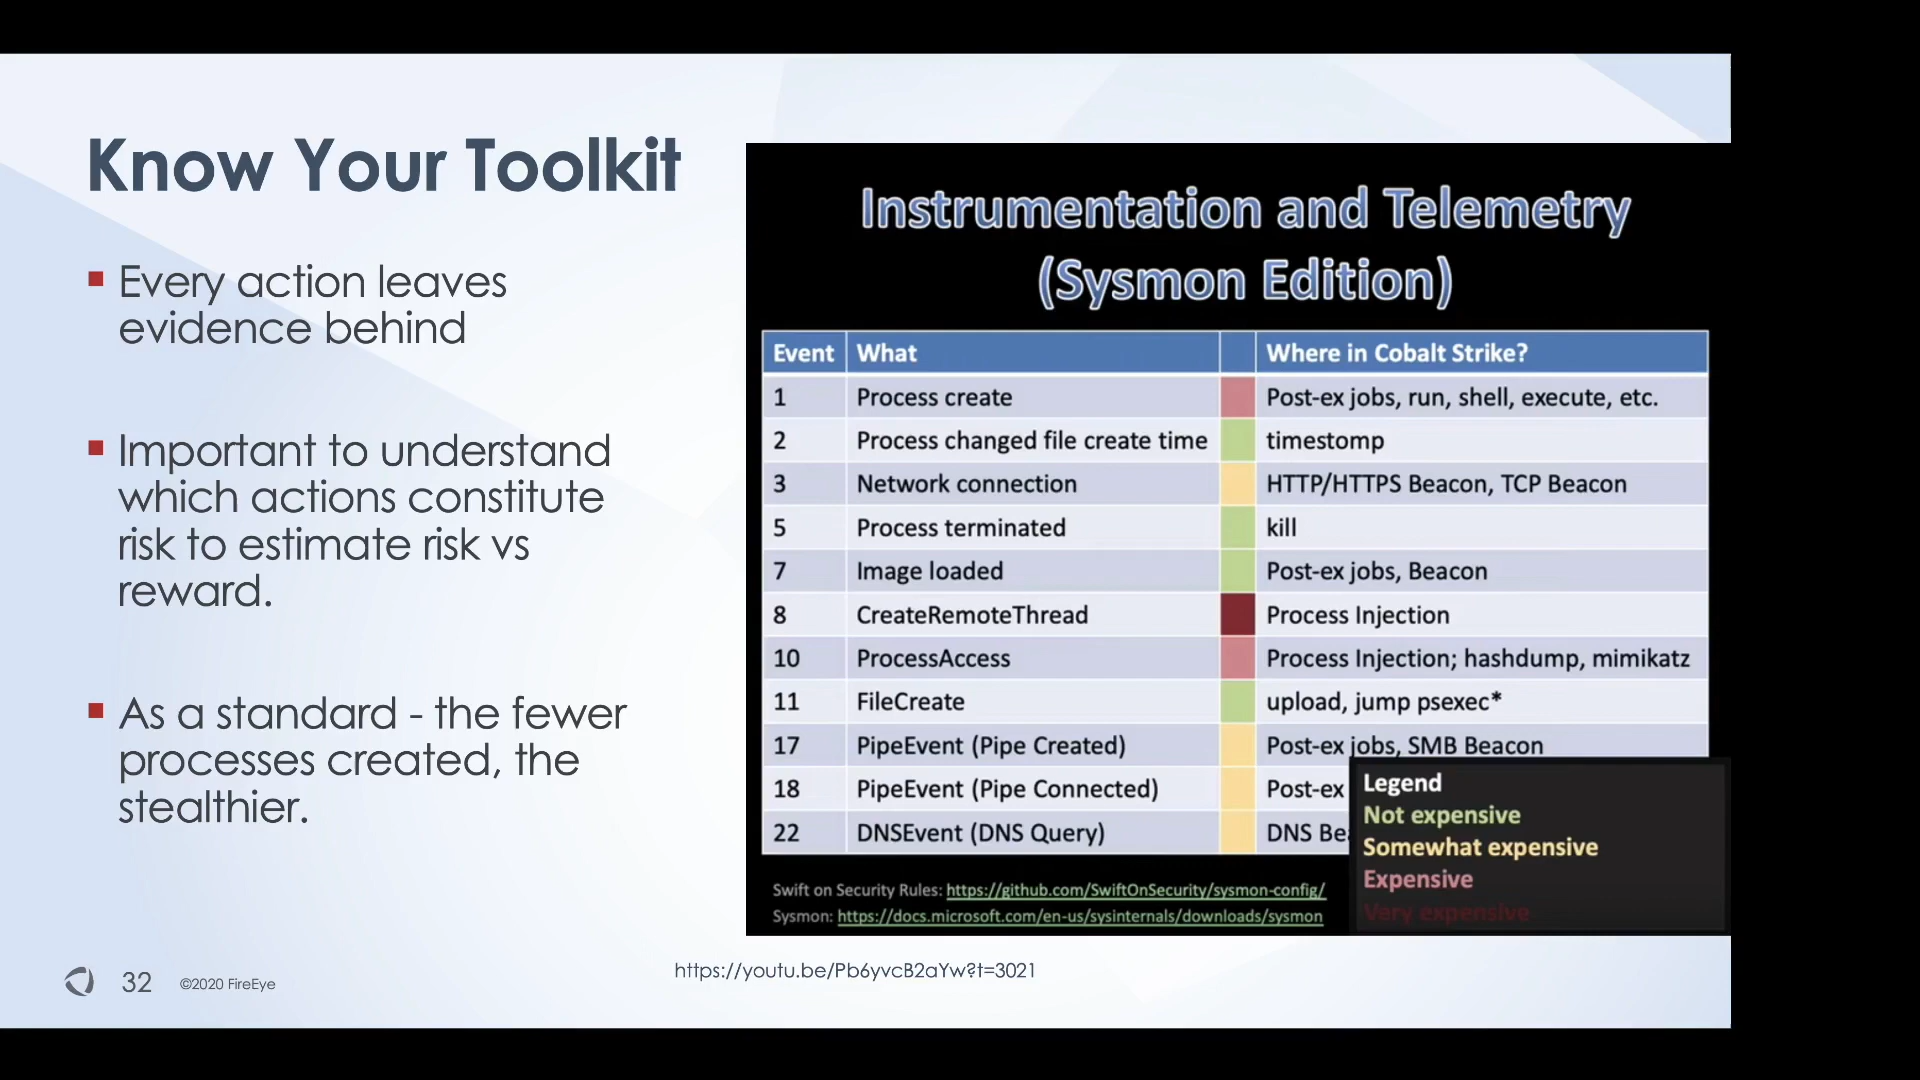 Know Your Toolkit
Every action leaves
evidence behind
Important to understand
which actions constitute
risk to estimate risk vs
reward.
As a standard - the fewer
processes created, the
stealthier.
Instrumentation and Telemetry
(Sysmon Edition)
Event What Where in Cobalt Strike?
1 Process create Post-ex jobs, run, shell, execute, etc.
2 Process changed file create time timestomp
3 Network connection HTTP/HTTPS Beacon, TCP Beacon
5 Process terminated kill
7 Image loaded Post-ex jobs, Beacon
8 CreateRemoteThread Process Injection
10 ProcessAccess Process Injection; hashdump, mimikatz
11 FileCreate upload, jump psexec*
17 PipeEvent (Pipe Created) Post-ex jobs, SMB Beacon
18 PipeEvent (Pipe Connected) Post-ex
22 DNSEvent (DNS Query) DNS
Legend
Not expensive
Somewhat expensive
Expensive
Very expensive
Swift on Security Rules: https://github.com/SwiftOnSecurity/sysmon-config/
Sysmon: https://docs.microsoft.com/en-us/sysinternals/downloads/sysmon
https://youtu.be/Pb6yvcB2aYw?t=3021
32 ©2020 FireEye